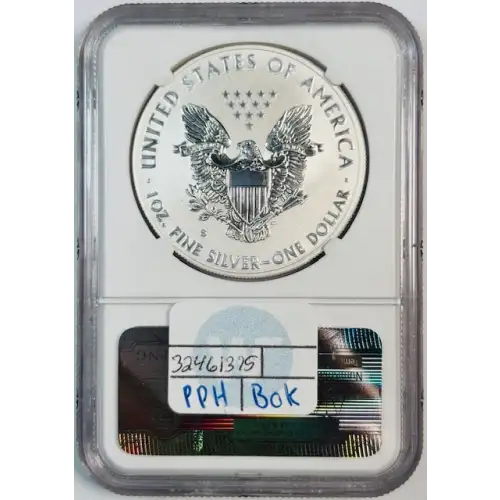 UNITED STATES OF AMERICA
S
1 OZ. FINE SILVER~ONE DOLLAR
32461375
PPH BOK